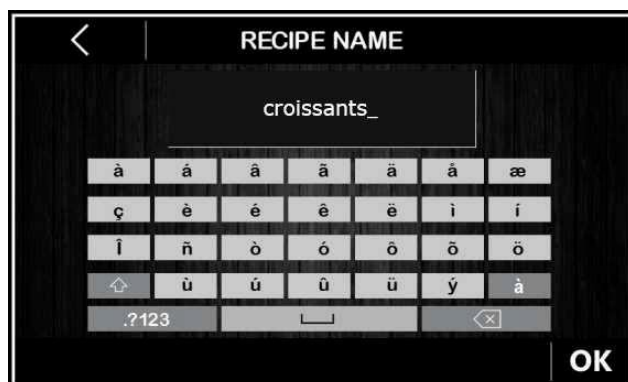 RECIPE NAME
croissants_
à á â ã ä å æ
ç è é ê ë ì í
Î ñ ò ó ô õ ö
ù ú û ü ý à
.?123
OK